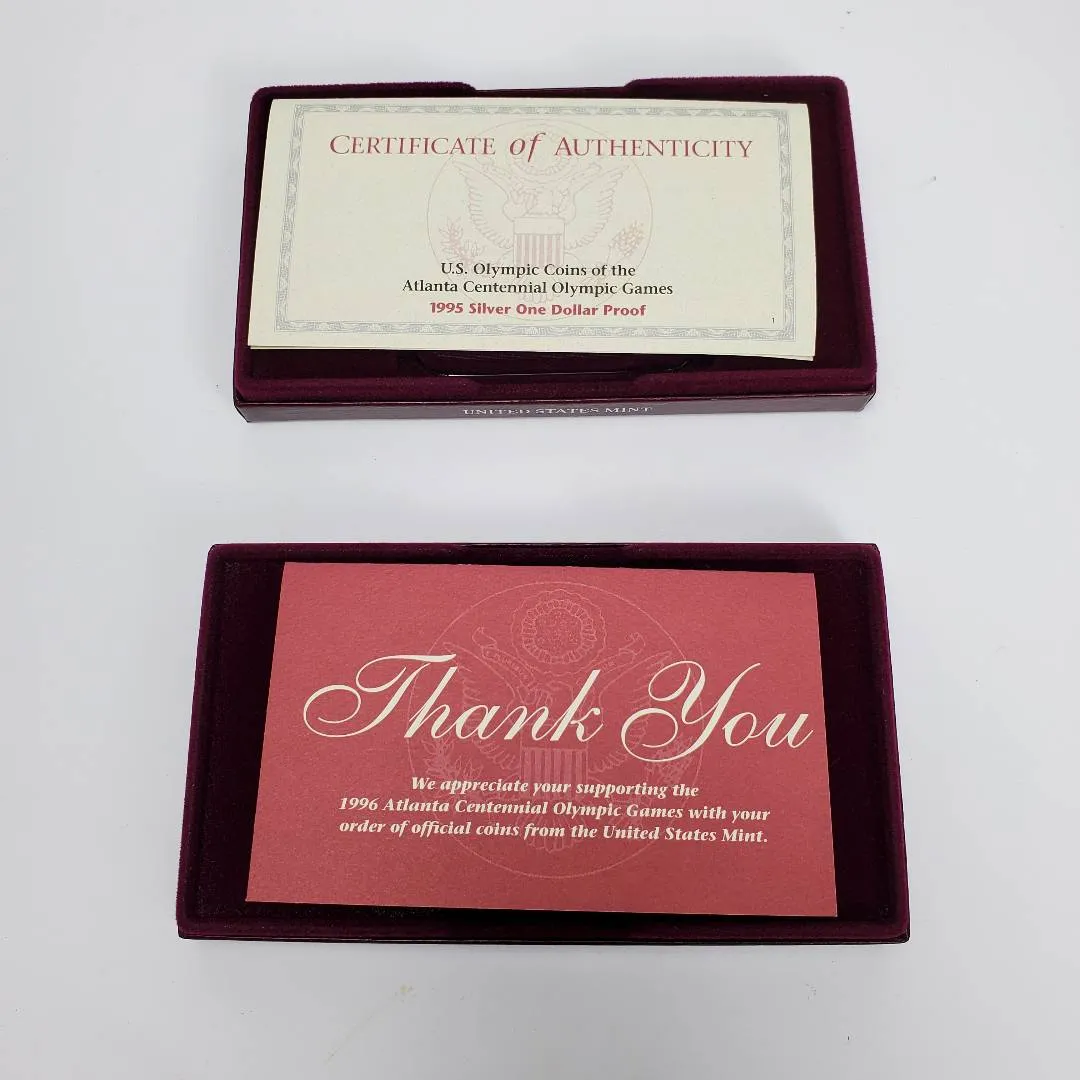 CERTIFICATE of AUTHENTICITY
U.S. Olympic Coins of the
Atlanta Centennial Olympic Games
1995 Silver One Dollar Proof
1
UNITED STATES MINT
Thank You
We appreciate your supporting the
1996 Atlanta Centennial Olympic Games with your
order of official coins from the United States Mint.